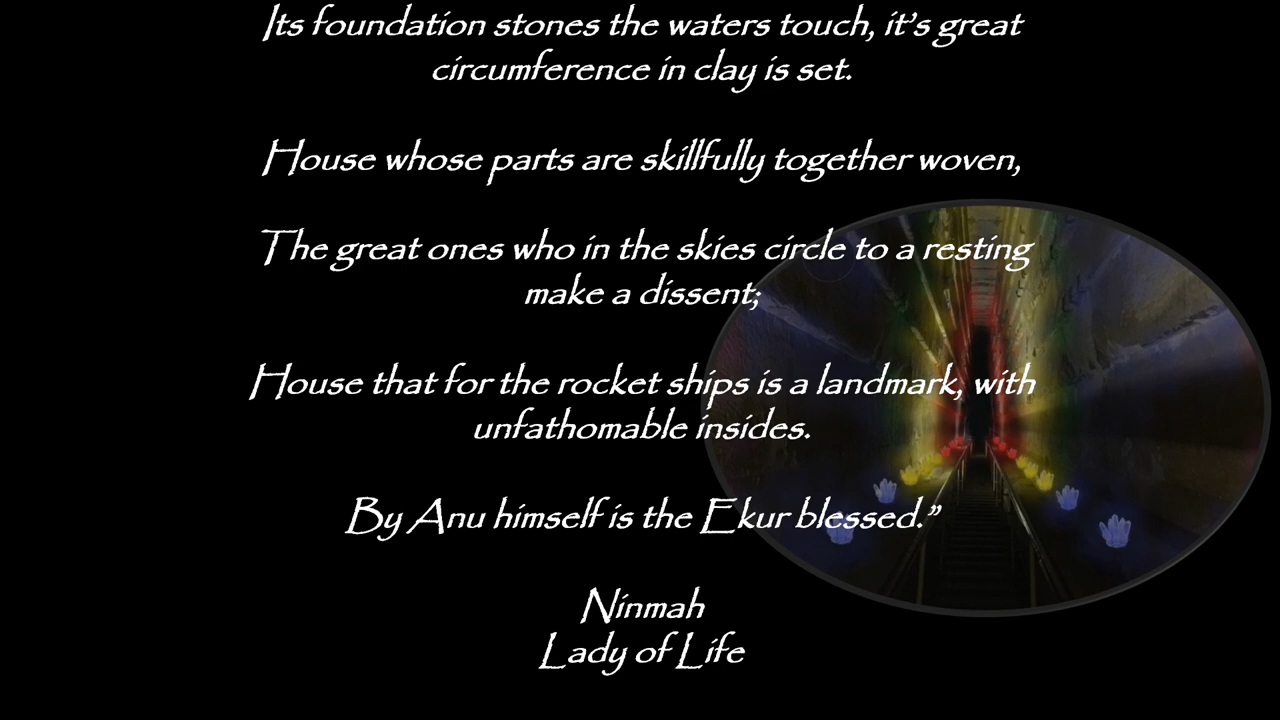 Its foundation stones the waters touch, it’s great
circumference in clay is set.
House whose parts are skillfully together woven,
The great ones who in the skies circle to a resting
make a dissent;
House that for the rocket ships is a landmark, with
unfathomable insides.
By Anu himself is the Ekur blessed.”
Ninmah
Lady of Life